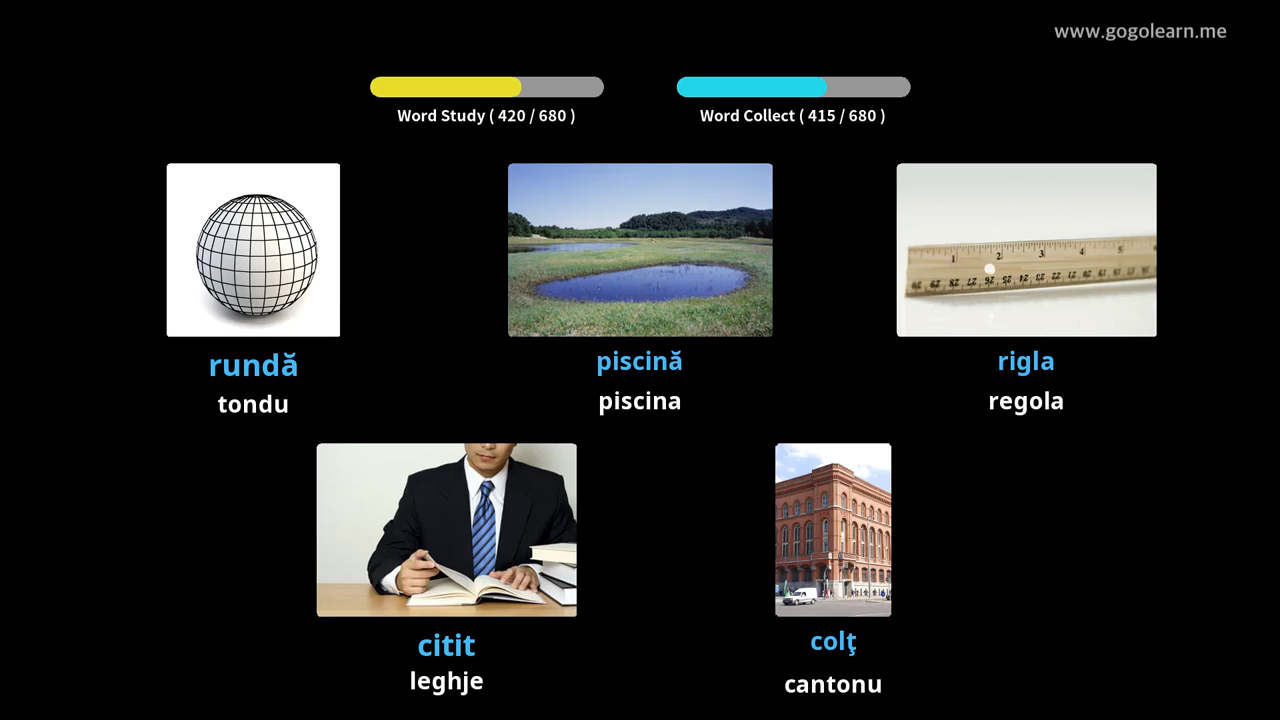 www.gogolearn.me
Word Study ( 420 / 680 )
Word Collect ( 415 / 680 )
rundă
tondu
piscină
piscina
rigla
regola
citit
leghje
colţ
cantonu